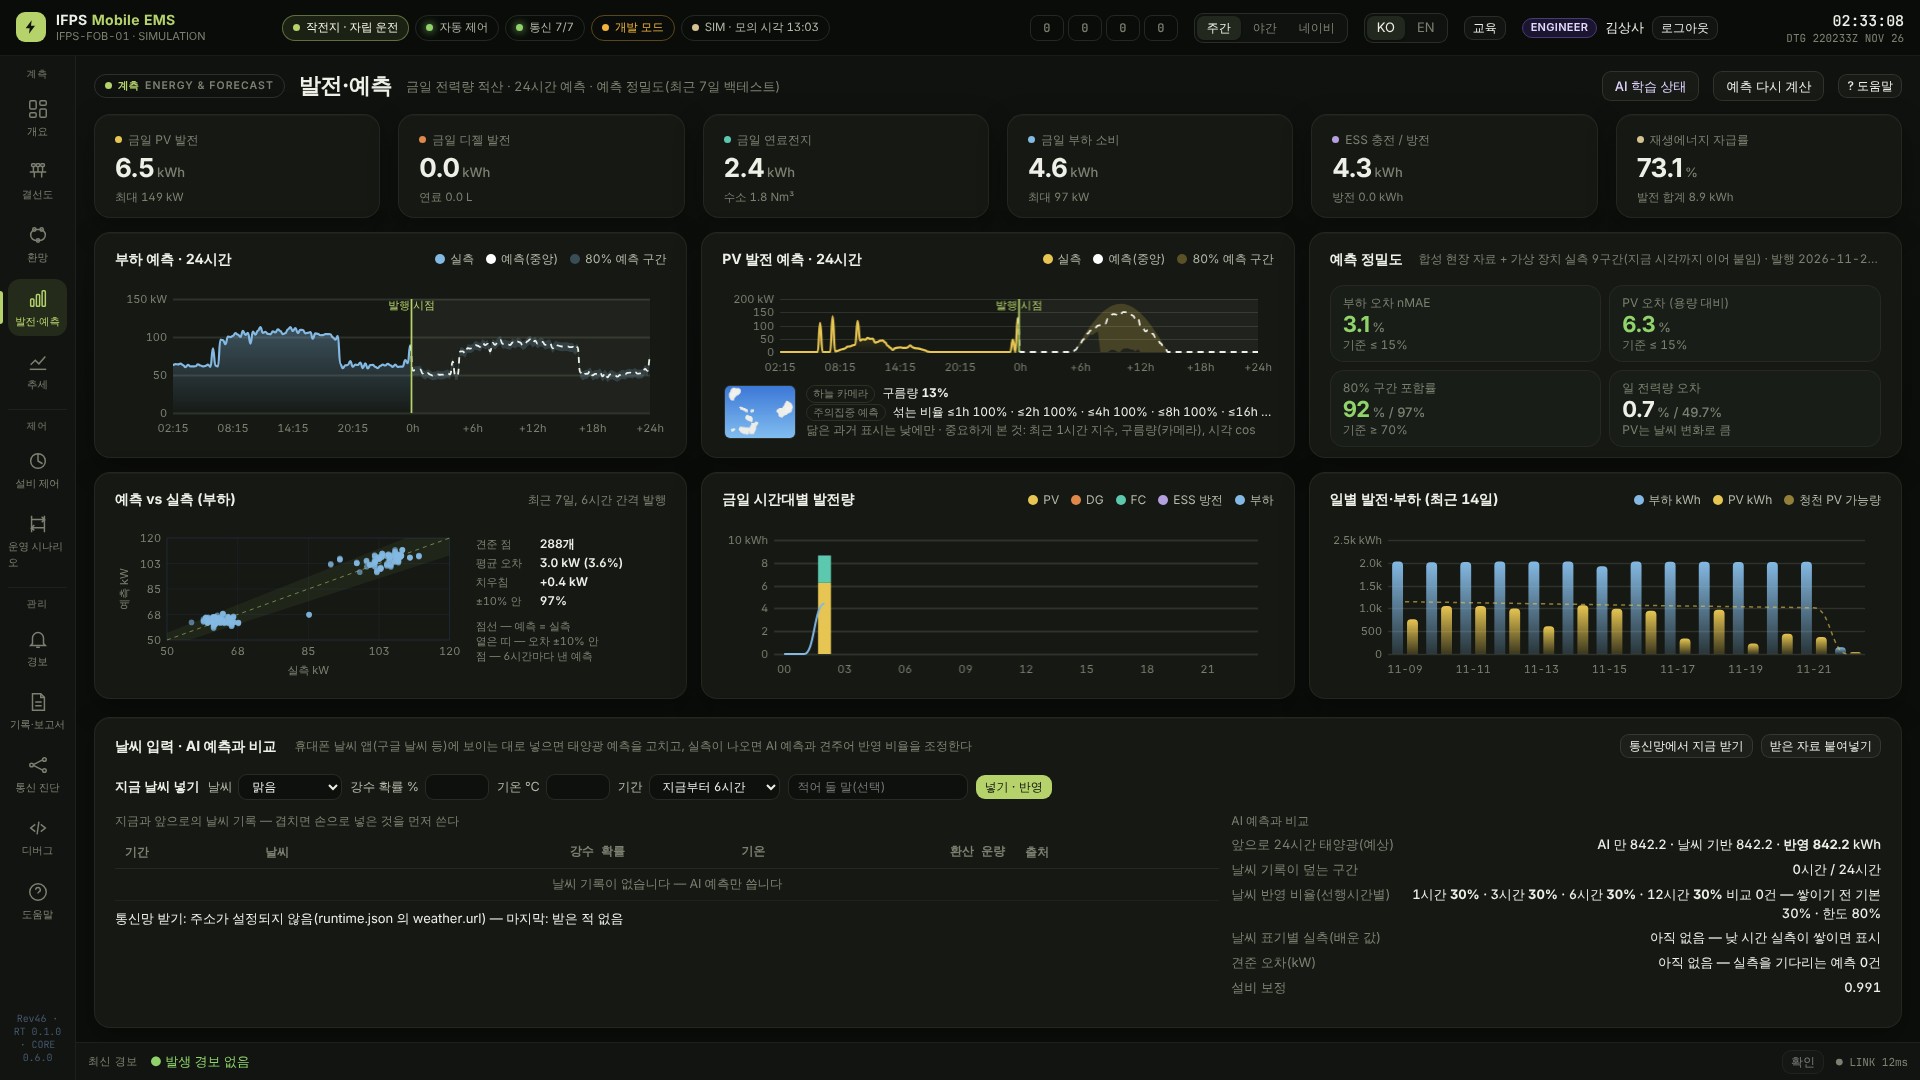 IFPS Mobile EMS
IFPS-FOB-01 · SIMULATION
작전지 · 자립 운전
자동 제어
통신 7/7
개발 모드
SIM · 모의 시각 13:03
0 0 0 0
주간 야간 네이비
KO EN
교육
ENGINEER 김상사 로그아웃
02:33:08
DTG 220233Z NOV 26
계측
개요
결선도
환망
발전·예측
추세
제어
설비 제어
운영 시나리오
관리
경보
기록·보고서
통신 진단
디버그
도움말
Rev46 ·
RT 0.1.0
· CORE
0.6.0
계측 ENERGY & FORECAST
발전·예측
금일 전력량 적산 · 24시간 예측 · 예측 정밀도(최근 7일 백테스트)
AI 학습 상태
예측 다시 계산
? 도움말
금일 PV 발전
6.5 kWh
최대 149 kW
금일 디젤 발전
0.0 kWh
연료 0.0 L
금일 연료전지
2.4 kWh
수소 1.8 Nm³
금일 부하 소비
4.6 kWh
최대 97 kW
ESS 충전 / 방전
4.3 kWh
방전 0.0 kWh
재생에너지 자급률
73.1 %
발전 합계 8.9 kWh
부하 예측 · 24시간
실측 예측(중앙) 80% 예측 구간
발행 시점
150 kW
100
50
0
02:15 08:15 14:15 20:15 0h +6h +12h +18h +24h
PV 발전 예측 · 24시간
실측 예측(중앙) 80% 예측 구간
발행 시점
200 kW
150
100
50
0
02:15 08:15 14:15 20:15 0h +6h +12h +18h +24h
하늘 카메라 구름량 13%
주의집중 예측 섞는 비율 ≤1h 100% · ≤2h 100% · ≤4h 100% · ≤8h 100% · ≤16h ...
닮은 과거 표시는 낮에만 · 중요하게 본 것: 최근 1시간 지수, 구름량(카메라), 시각 cos
예측 정밀도
합성 현장 자료 + 가상 장치 실측 9구간(지금 시각까지 이어 붙임) · 발행 2026-11-2...
부하 오차 nMAE
3.1 %
기준 ≤ 15%
PV 오차 (용량 대비)
6.3 %
기준 ≤ 15%
80% 구간 포함률
92 % / 97%
기준 ≥ 70%
일 전력량 오차
0.7 % / 49.7%
PV는 날씨 변화로 큼
예측 vs 실측 (부하)
최근 7일, 6시간 간격 발행
예측 kW
120
103
85
68
50
50 68 85 103 120
실측 kW
견준 점 288개
평균 오차 3.0 kW (3.6%)
치우침 +0.4 kW
±10% 안 97%
점선 — 예측 = 실측
옅은 띠 — 오차 ±10% 안
점 — 6시간마다 낸 예측
금일 시간대별 발전량
PV DG FC ESS 방전 부하
10 kWh
8
6
4
2
0
00 03 06 09 12 15 18 21
일별 발전·부하 (최근 14일)
부하 kWh PV kWh 청천 PV 가능량
2.5k kWh
2.0k
1.5k
1.0k
500
0
11-09 11-11 11-13 11-15 11-17 11-19 11-21
날씨 입력 · AI 예측과 비교
휴대폰 날씨 앱(구글 날씨 등)에 보이는 대로 넣으면 태양광 예측을 고치고, 실측이 나오면 AI 예측과 견주어 반영 비율을 조정한다
통신망에서 지금 받기
받은 자료 붙여넣기
지금 날씨 넣기 날씨 맑음 강수 확률 % 기온 °C 기간 지금부터 6시간 적어 둘 말(선택) 넣기 · 반영
지금과 앞으로의 날씨 기록 — 겹치면 손으로 넣은 것을 먼저 쓴다
기간 날씨 강수 확률 기온 환산 운량 출처
날씨 기록이 없습니다 — AI 예측만 씁니다
통신망 받기: 주소가 설정되지 않음(runtime.json 의 weather.url) — 마지막: 받은 적 없음
AI 예측과 비교
앞으로 24시간 태양광(예상) AI 만 842.2 · 날씨 기반 842.2 · 반영 842.2 kWh
날씨 기록이 덮는 구간 0시간 / 24시간
날씨 반영 비율(선행시간별) 1시간 30% · 3시간 30% · 6시간 30% · 12시간 30% 비교 0건 — 쌓이기 전 기본
30% · 한도 80%
날씨 표기별 실측(배운 값) 아직 없음 — 낮 시간 실측이 쌓이면 표시
견준 오차(kW) 아직 없음 — 실측을 기다리는 예측 0건
설비 보정 0.991
최신 경보 발생 경보 없음
확인
LINK 12ms